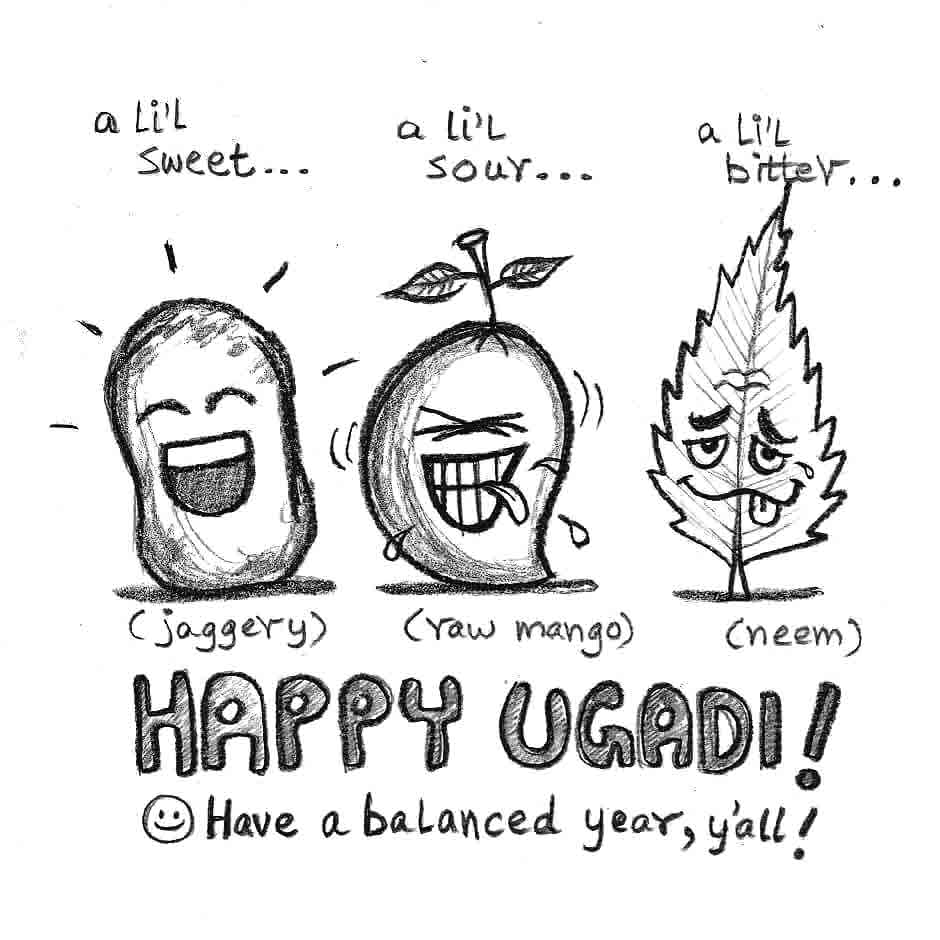 a Li'L
sweet...
a Li'L
sour...
a Li'L
bitter...
(jaggery)
(raw mango)
(neem)
HAPPY UGADI!
Have a balanced year, y'all!